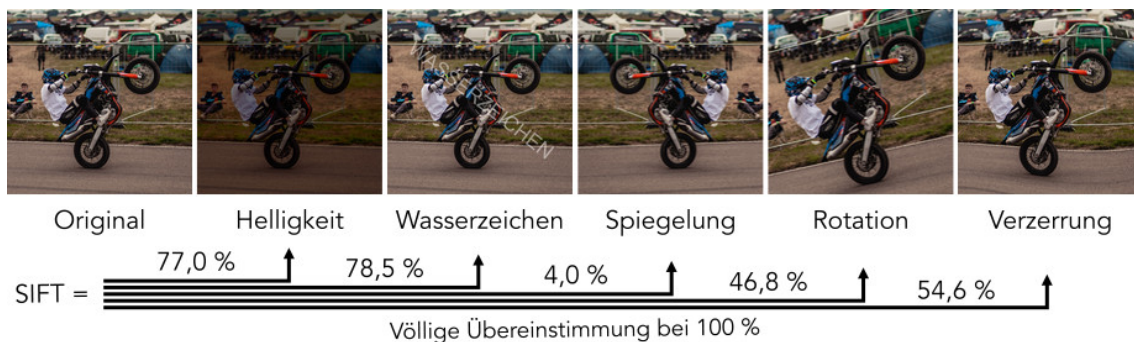 WASSERZEICHEN
Original Helligkeit Wasserzeichen Spiegelung Rotation Verzerrung
77,0 % 78,5 % 4,0 % 46,8 % 54,6 %
SIFT =
Völlige Übereinstimmung bei 100 %